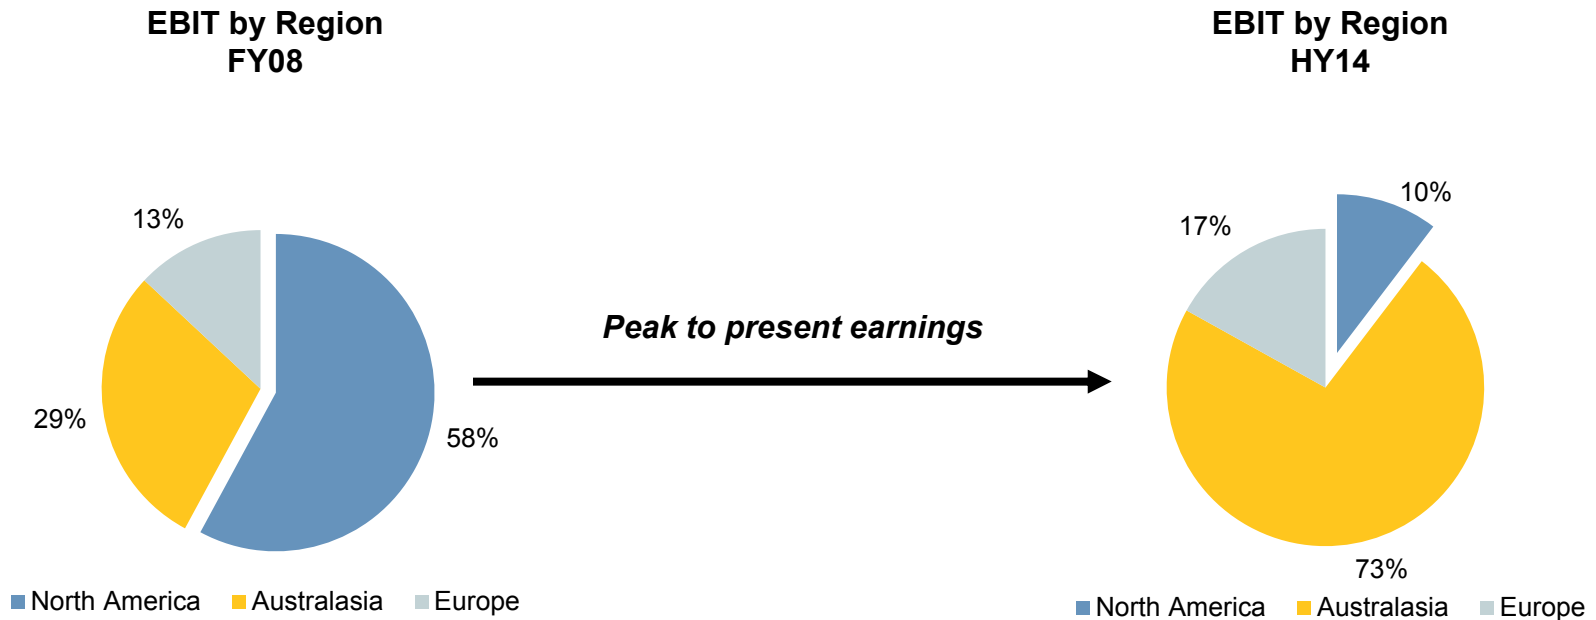 EBIT by Region
FY08
13%
29%
58%
North America
Australasia
Europe
Peak to present earnings
EBIT by Region
HY14
10%
17%
73%
North America
Australasia
Europe